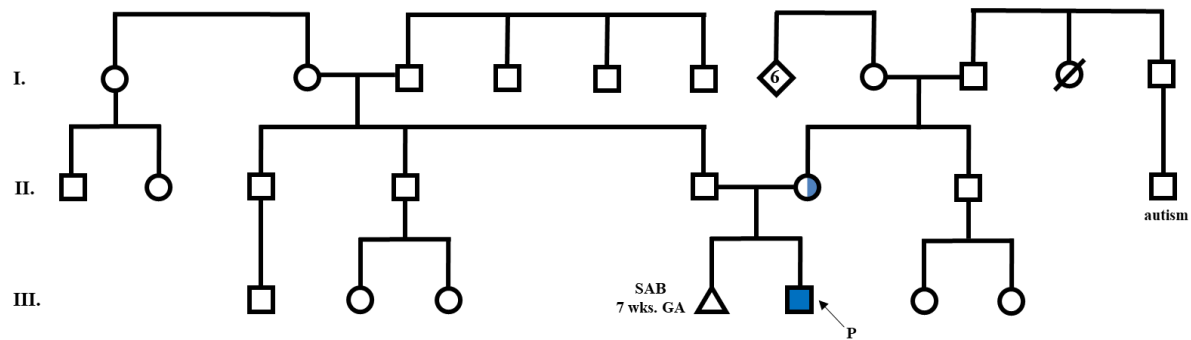 I.
6
II.
autism
III.
SAB
7 wks. GA
P